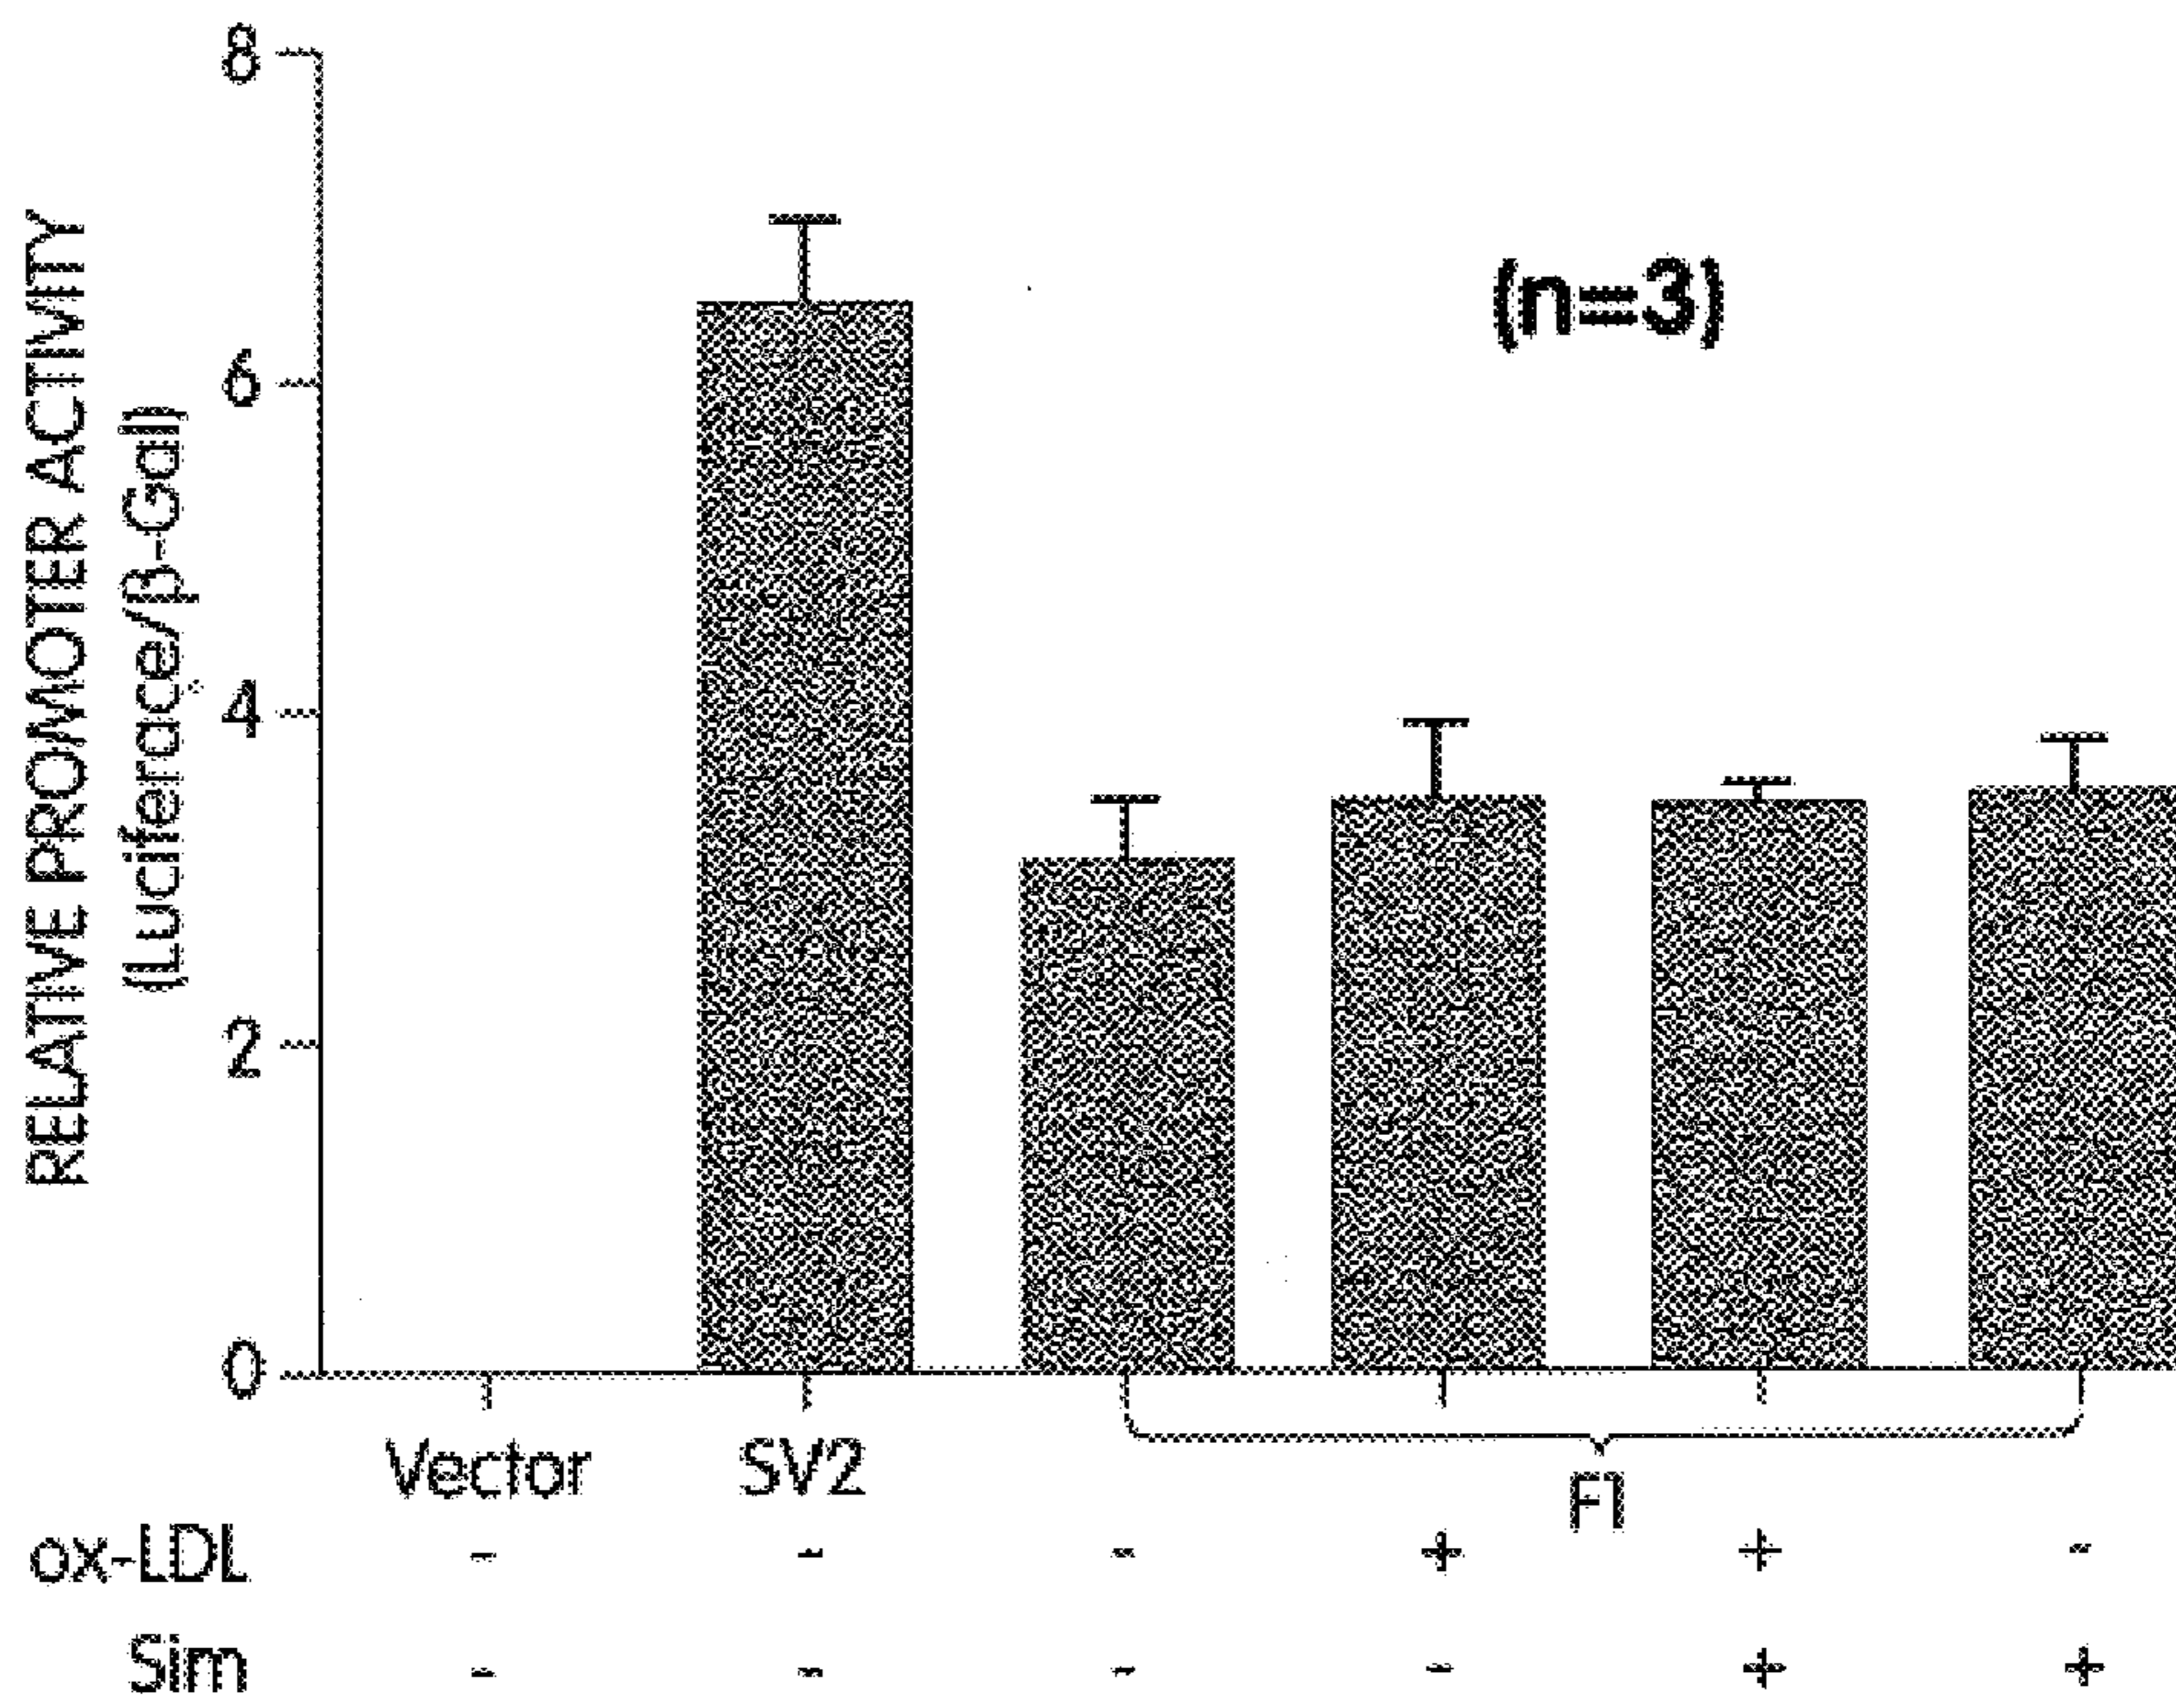 RELATIVE PROMOTER ACTIVITY
(Luciferace/β-Gal)
8
6
4
2
0
(n=3)
Vector SV2 F1
ox-LDL - - - + + -
Sim - - - - + +